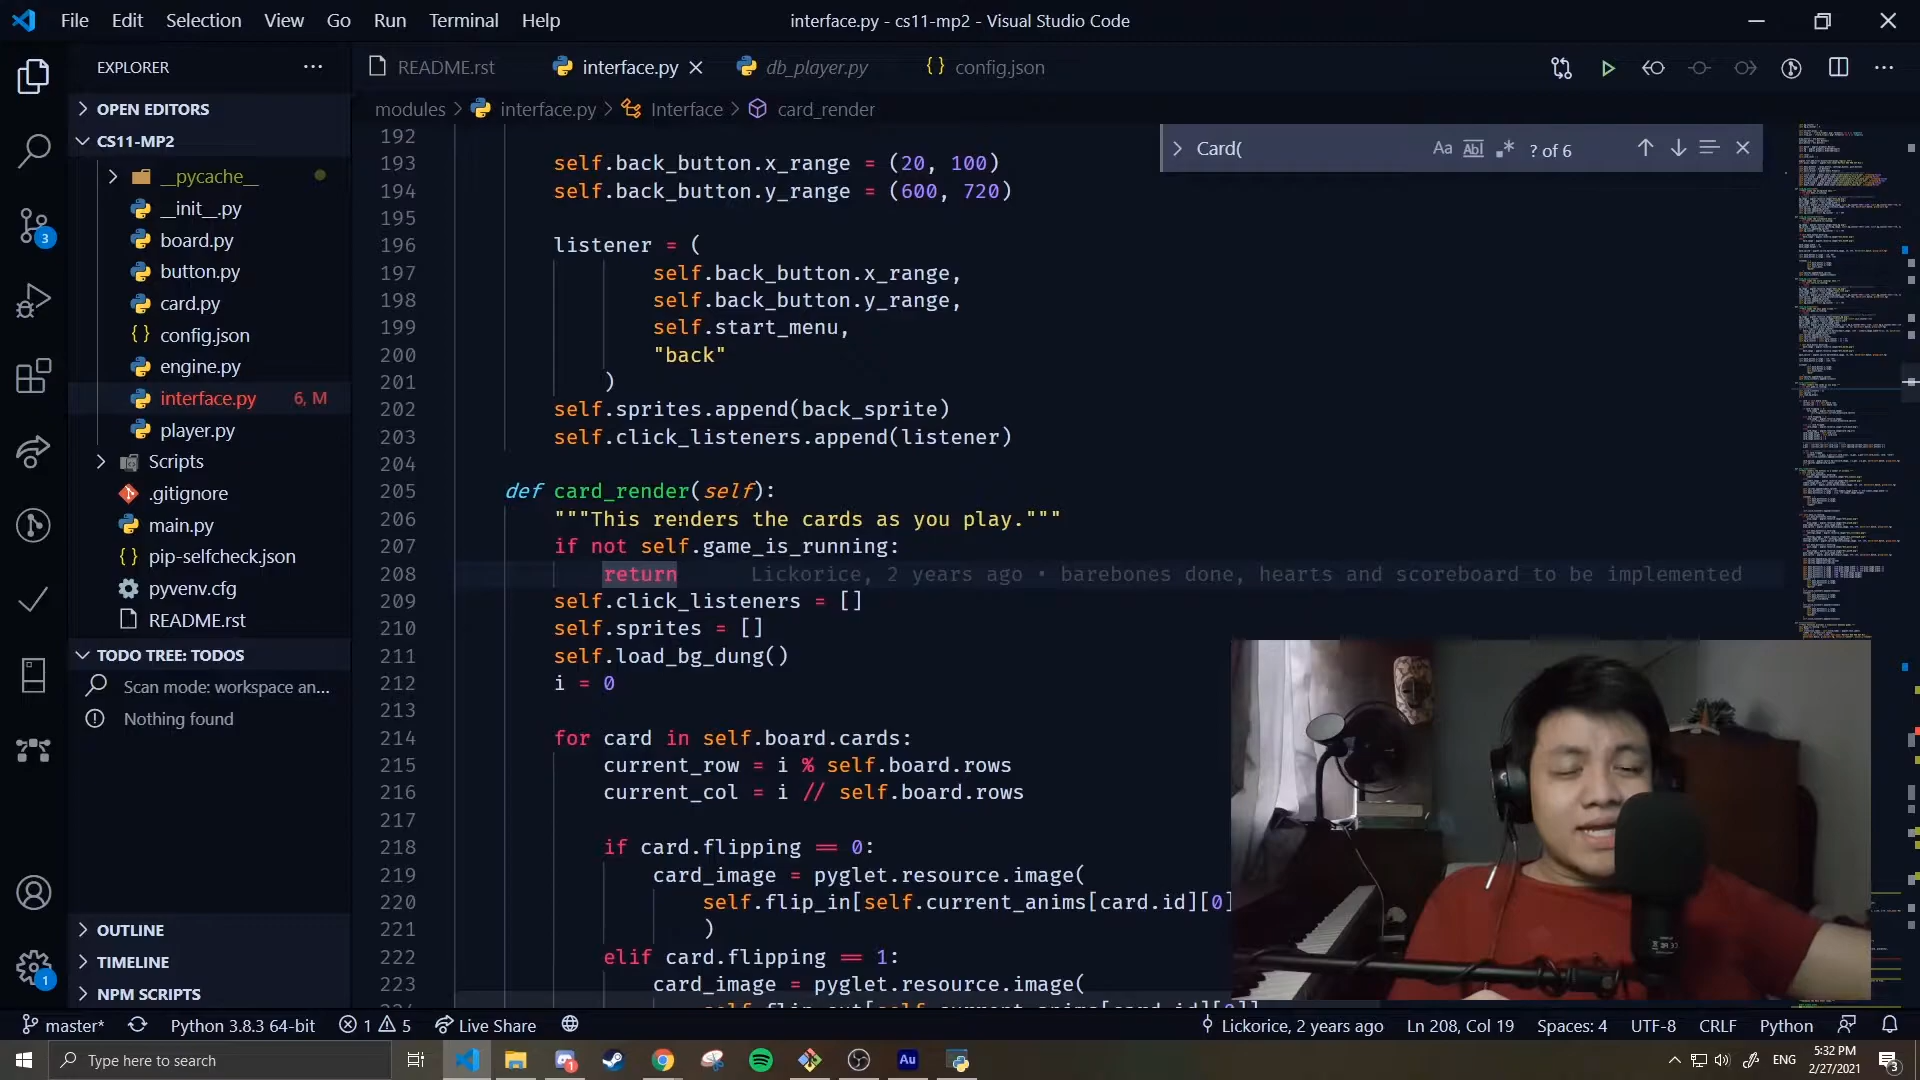 File Edit Selection View Go Run Terminal Help
interface.py - cs11-mp2 - Visual Studio Code
EXPLORER
README.rst
interface.py
db_player.py
{} config.json
OPEN EDITORS
CS11-MP2
__pycache__
__init__.py
board.py
button.py
card.py
{} config.json
engine.py
interface.py 6, M
player.py
Scripts
.gitignore
main.py
{} pip-selfcheck.json
pyvenv.cfg
README.rst
TODO TREE: TODOS
Scan mode: workspace an...
Nothing found
OUTLINE
TIMELINE
NPM SCRIPTS
3
1
modules > interface.py > Interface > card_render
Card(
Aa Abl .* ? of 6
192
193 self.back_button.x_range = (20, 100)
194 self.back_button.y_range = (600, 720)
195
196 listener = (
197 self.back_button.x_range,
198 self.back_button.y_range,
199 self.start_menu,
200 "back"
201 )
202 self.sprites.append(back_sprite)
203 self.click_listeners.append(listener)
204
205 def card_render(self):
206 """This renders the cards as you play."""
207 if not self.game_is_running:
208 return Lickorice, 2 years ago • barebones done, hearts and scoreboard to be implemented
209 self.click_listeners = []
210 self.sprites = []
211 self.load_bg_dung()
212 i = 0
213
214 for card in self.board.cards:
215 current_row = i % self.board.rows
216 current_col = i // self.board.rows
217
218 if card.flipping == 0:
219 card_image = pyglet.resource.image(
220 self.flip_in[self.current_anims[card.id][0]
221 )
222 elif card.flipping == 1:
223 card_image = pyglet.resource.image(
master* Python 3.8.3 64-bit 1 5 Live Share
Lickorice, 2 years ago Ln 208, Col 19 Spaces: 4 UTF-8 CRLF Python
Type here to search
Au
ENG
5:32 PM
2/27/2021
3